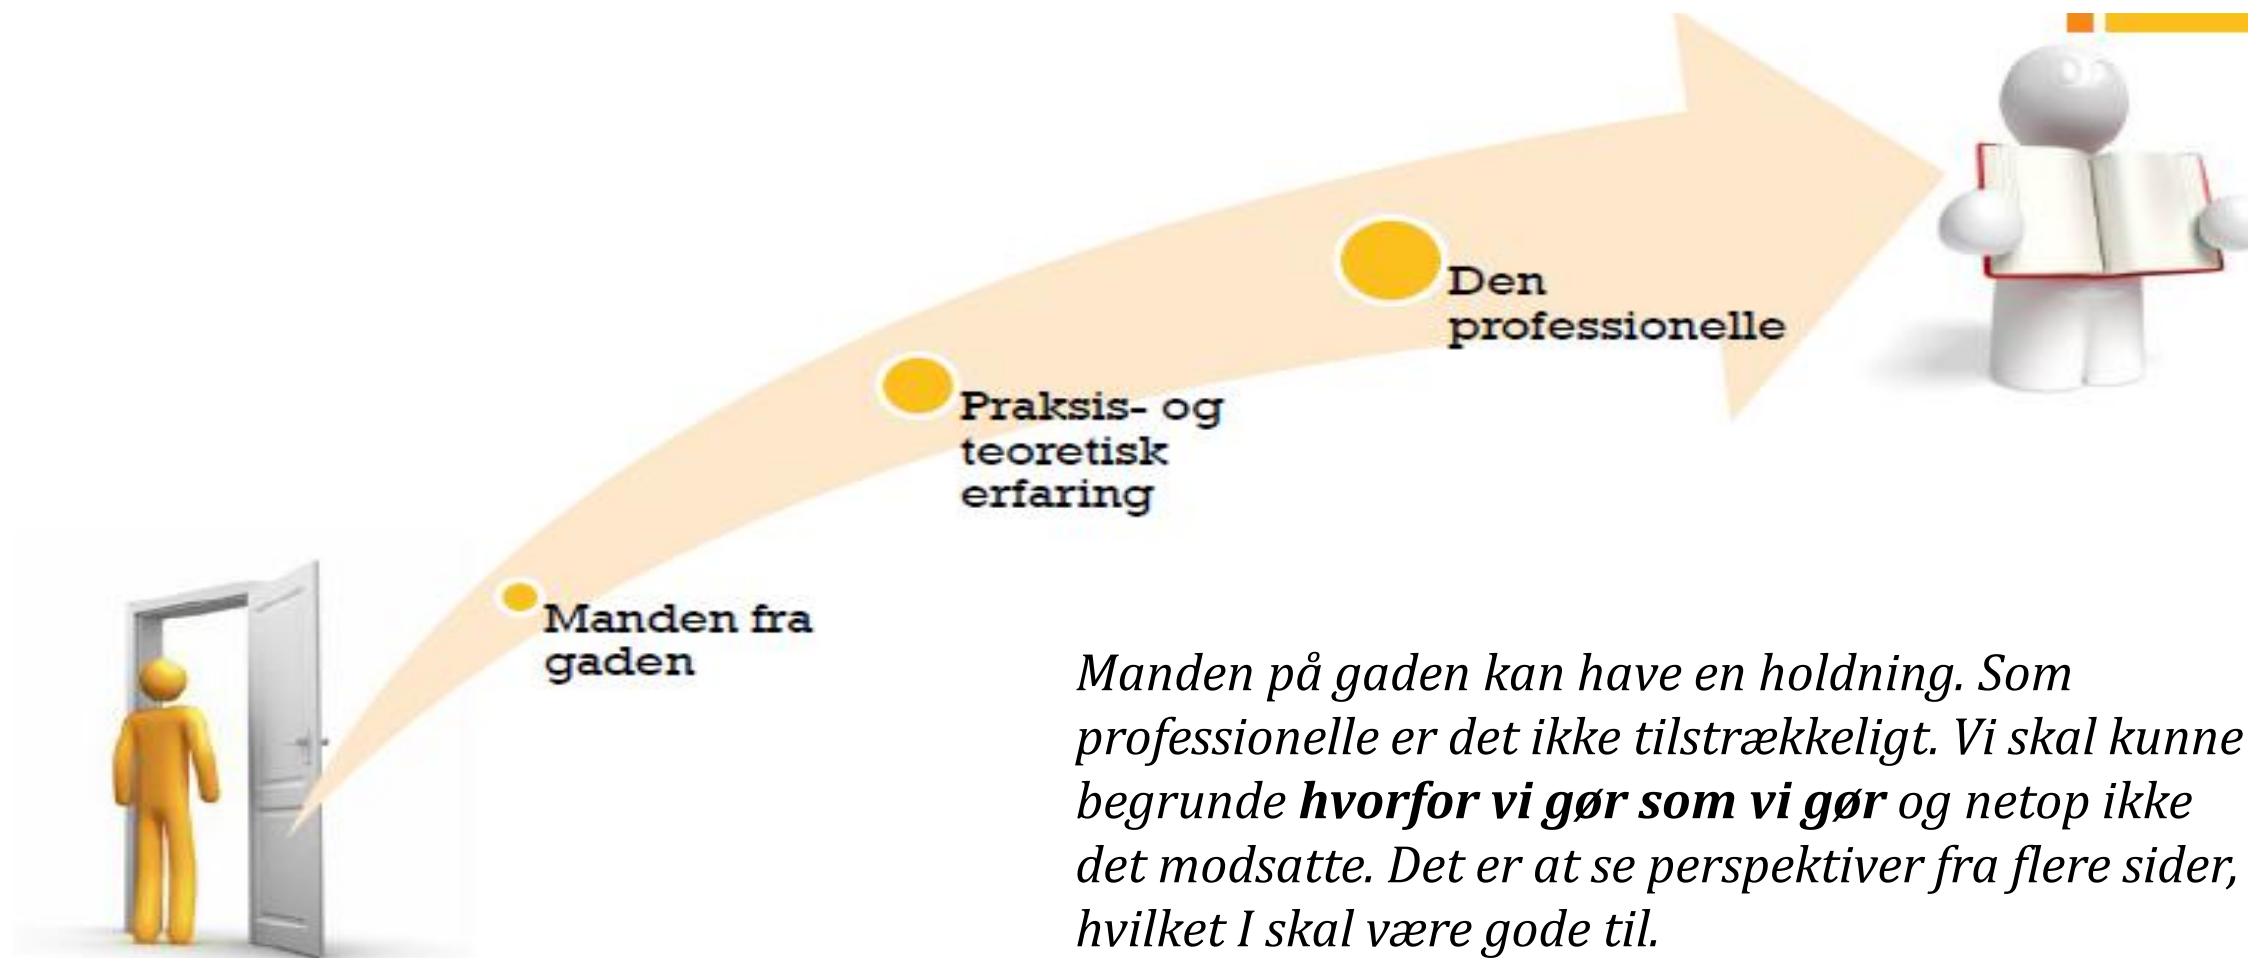 Den
professionelle
Praksis- og
teoretisk
erfaring
Manden fra
gaden
Manden på gaden kan have en holdning. Som
professionelle er det ikke tilstrækkeligt. Vi skal kunne
begrunde hvorfor vi gør som vi gør og netop ikke
det modsatte. Det er at se perspektiver fra flere sider,
hvilket I skal være gode til.